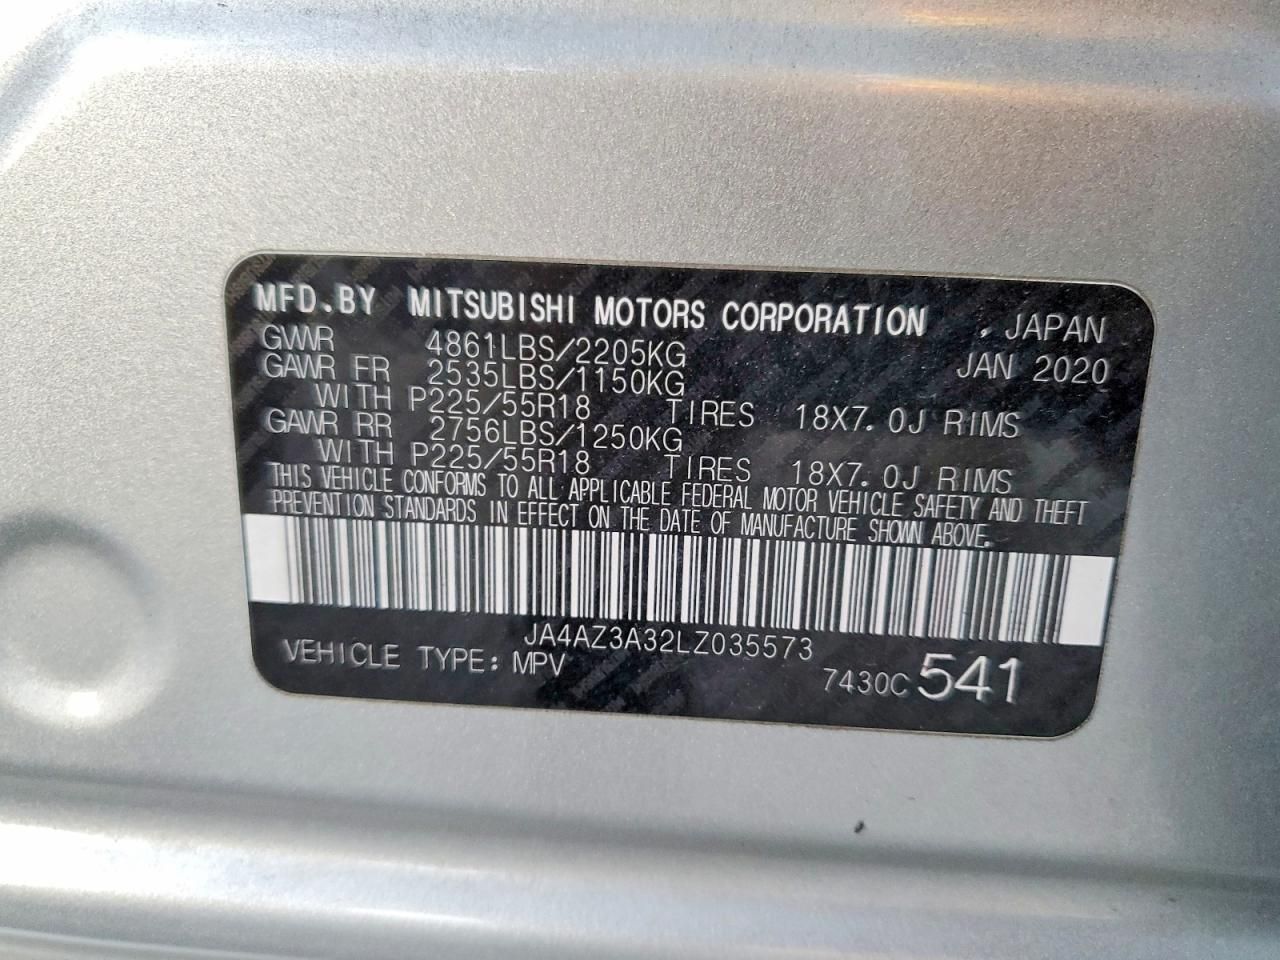 MFD.BY MITSUBISHI MOTORS CORPORATION , JAPAN
GVWR 4861LBS/2205KG JAN 2020
GAWR FR 2535LBS/1150KG
WITH P225/55R18 TIRES 18X7.0J RIMS
GAWR RR 2756LBS/1250KG
WITH P225/55R18 TIRES 18X7.0J RIMS
THIS VEHICLE CONFORMS TO ALL APPLICABLE FEDERAL MOTOR VEHICLE SAFETY AND THEFT
PREVENTION STANDARDS IN EFFECT ON THE DATE OF MANUFACTURE SHOWN ABOVE.
JA4AZ3A32LZ035573
VEHICLE TYPE: MPV 7430C 541